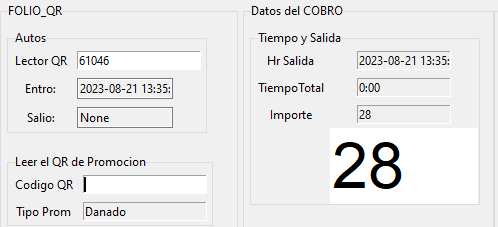 FOLIO_QR
Autos
Lector QR 61046
Entro: 2023-08-21 13:35:
Salio: None
Leer el QR de Promocion
Codigo QR
Tipo Prom Danado
Datos del COBRO
Tiempo y Salida
Hr Salida 2023-08-21 13:35:
TiempoTotal 0:00
Importe 28
28